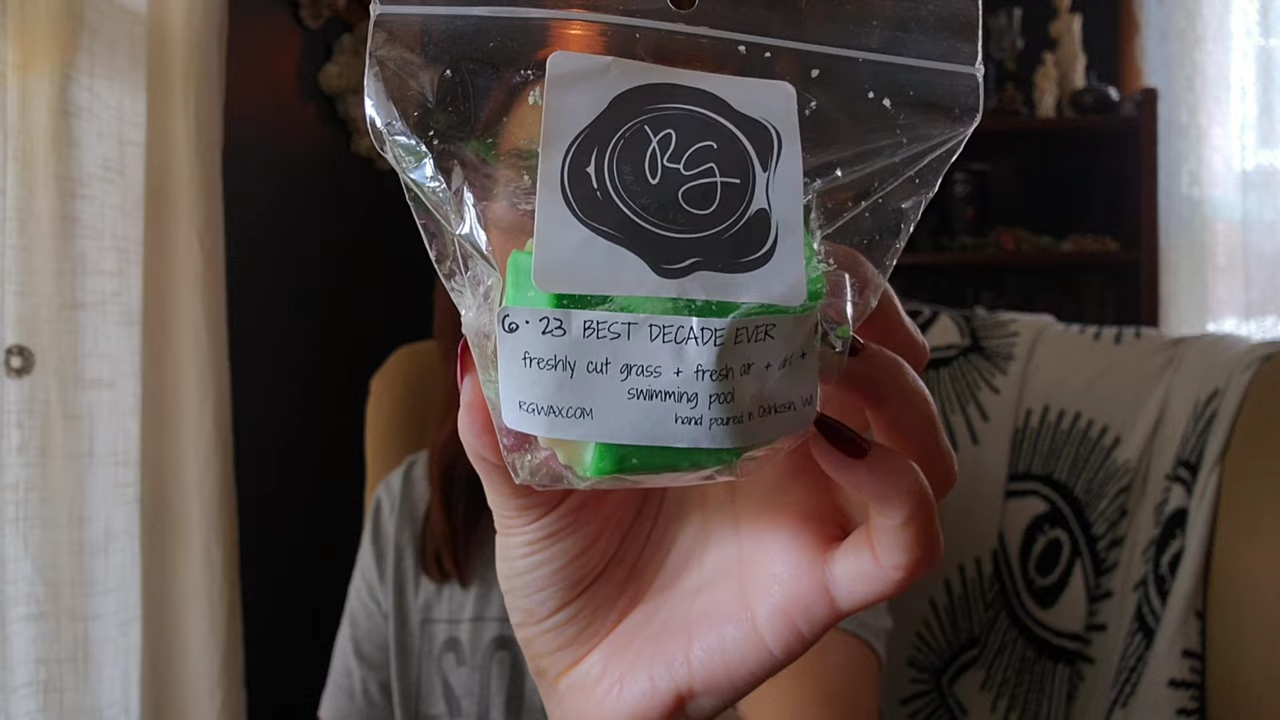 RG
6·23 BEST DECADE EVER
freshly cut grass + fresh air + dirt +
swimming pool
RGWAX.COM
hand poured in Oshkosh, WI